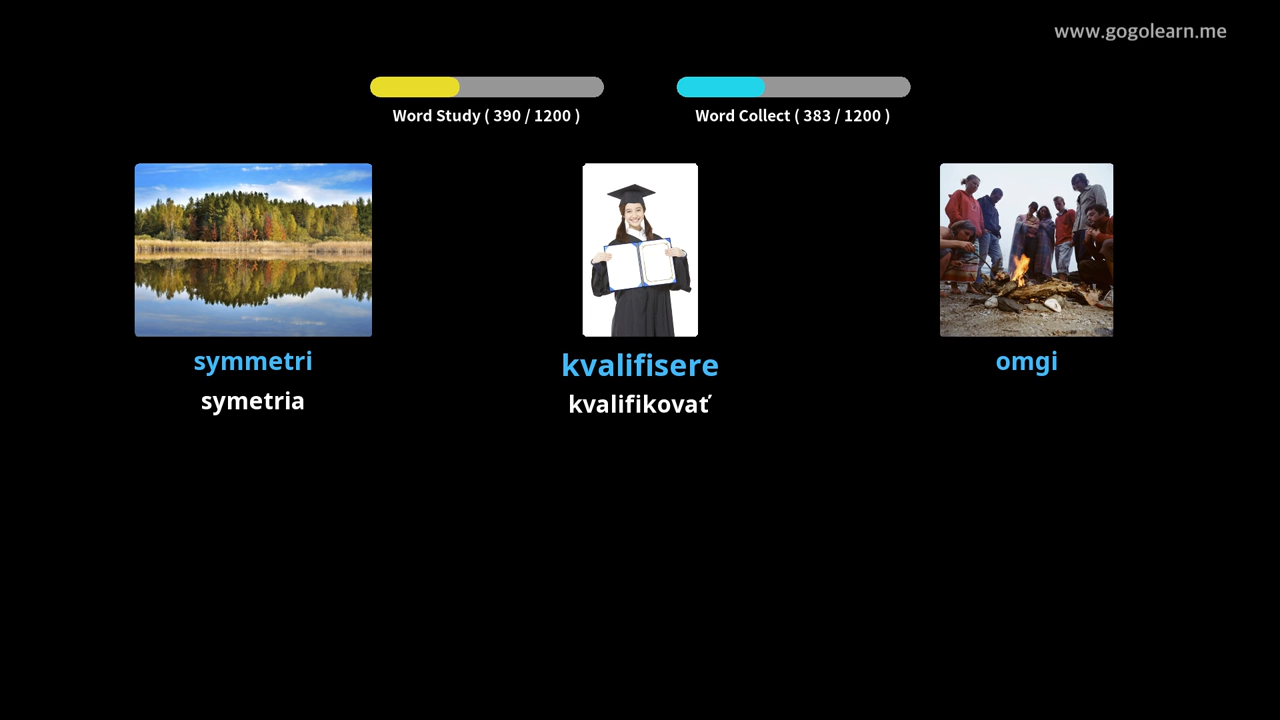 www.gogolearn.me
Word Study ( 390 / 1200 )
Word Collect ( 383 / 1200 )
symmetri
kvalifisere
omgi
symetria
kvalifikovať